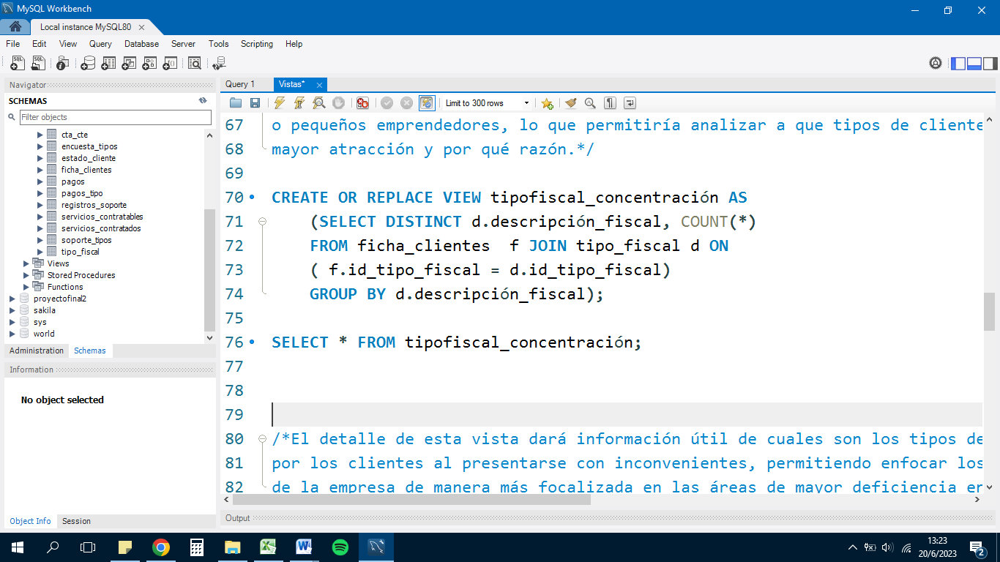 MySQL Workbench
Local instance MySQL80
File Edit View Query Database Server Tools Scripting Help
Navigator
SCHEMAS
Filter objects
cta_cte
encuesta_tipos
estado_cliente
ficha_clientes
pagos
pagos_tipo
registros_soporte
servicios_contratables
servicios_contratados
soporte_tipos
tipo_fiscal
Views
Stored Procedures
Functions
proyectofinal2
sakila
sys
world
Administration Schemas
Information
No object selected
Object Info Session
Query 1 Vistas*
Limit to 300 rows
67 o pequeños emprendedores, lo que permitiría analizar a que tipos de cliente
68 mayor atracción y por qué razón.*/
69
70 CREATE OR REPLACE VIEW tipofiscal_concentración AS
71 (SELECT DISTINCT d.descripción_fiscal, COUNT(*)
72 FROM ficha_clientes f JOIN tipo_fiscal d ON
73 ( f.id_tipo_fiscal = d.id_tipo_fiscal)
74 GROUP BY d.descripción_fiscal);
75
76 SELECT * FROM tipofiscal_concentración;
77
78
79
80 /*El detalle de esta vista dará información útil de cuales son los tipos de
81 por los clientes al presentarse con inconvenientes, permitiendo enfocar los
82 de la empresa de manera más focalizada en las áreas de mayor deficiencia en
Output
13:23
20/6/2023
2